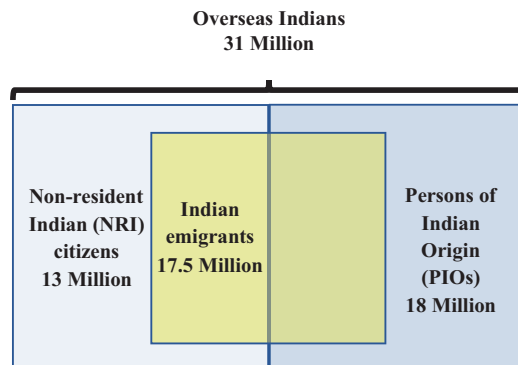 Overseas Indians
31 Million
Non-resident
Indian (NRI)
citizens
13 Million
Indian
emigrants
17.5 Million
Persons of
Indian
Origin
(PIOs)
18 Million